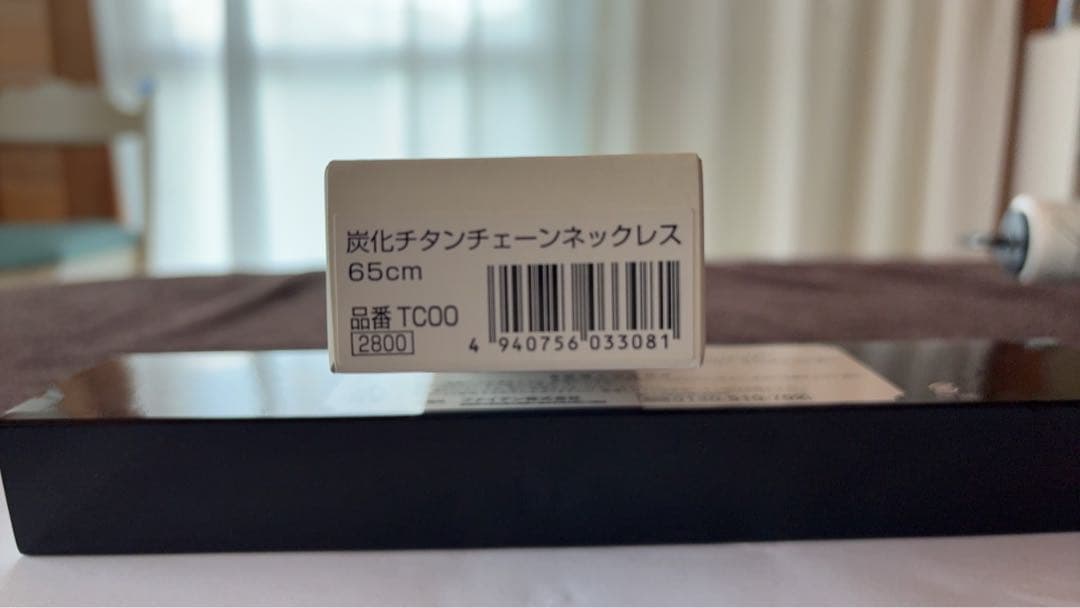 炭化チタンチェーンネックレス
65cm
品番 TC00
2800
4 940756 033081